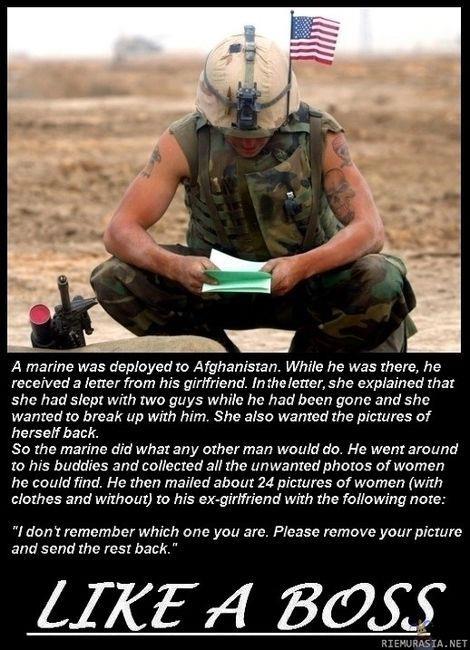 A marine was deployed to Afghanistan. While he was there, he
received a letter from his girlfriend. Intheletter, she explained that
she had slept with two guys while he had been gone and she
wanted to break up with him. She also wanted the pictures of
herself back.
So the marine did what any other man would do. He went around
to his buddies and collected all the unwanted photos of women
he could find. He then mailed about 24 pictures of women (with
clothes and without) to his ex-girlfriend with the following note:
"I don't remember which one you are. Please remove your picture
and send the rest back."
LIKE A BOSS
RIEMURASIA.NET